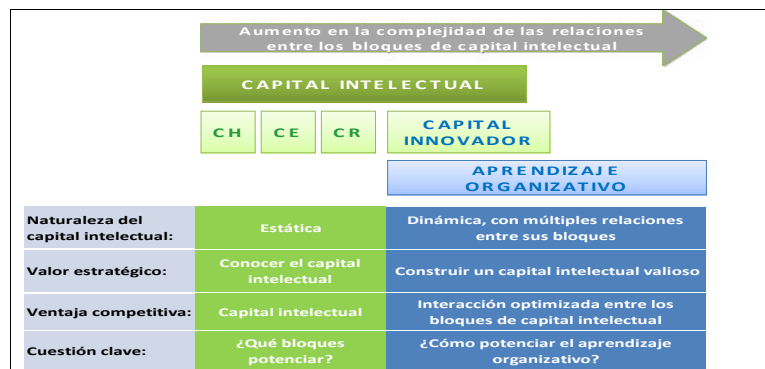 Aumento en la complejidad de las relaciones
entre los bloques de capital intelectual
CAPITAL INTELECTUAL
CH CE CR
CAPITAL
INNOVADOR
APRENDIZAJE
ORGANIZATIVO
Naturaleza del
capital intelectual:
Estática
Dinámica, con múltiples relaciones
entre sus bloques
Valor estratégico:
Conocer el capital
intelectual
Construir un capital intelectual valioso
Ventaja competitiva:
Capital intelectual
Interacción optimizada entre los
bloques de capital intelectual
Cuestión clave:
¿Qué bloques
potenciar?
¿Cómo potenciar el aprendizaje
organizativo?